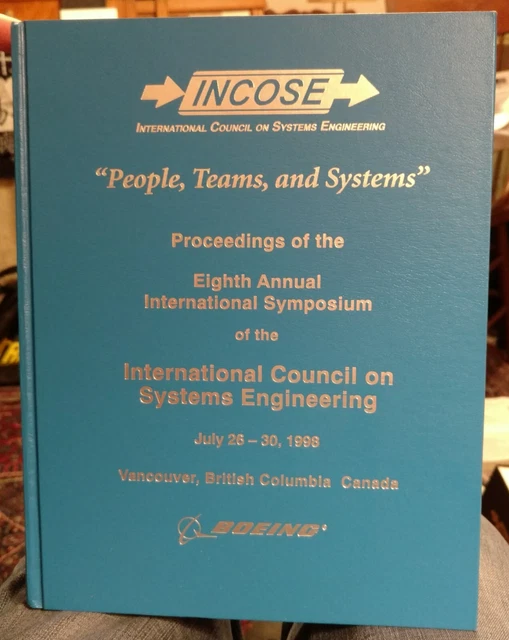 INCOSE
INTERNATIONAL COUNCIL ON SYSTEMS ENGINEERING
“People, Teams, and Systems”
Proceedings of the
Eighth Annual
International Symposium
of the
International Council on
Systems Engineering
July 26 – 30, 1998
Vancouver, British Columbia Canada
BOEING®